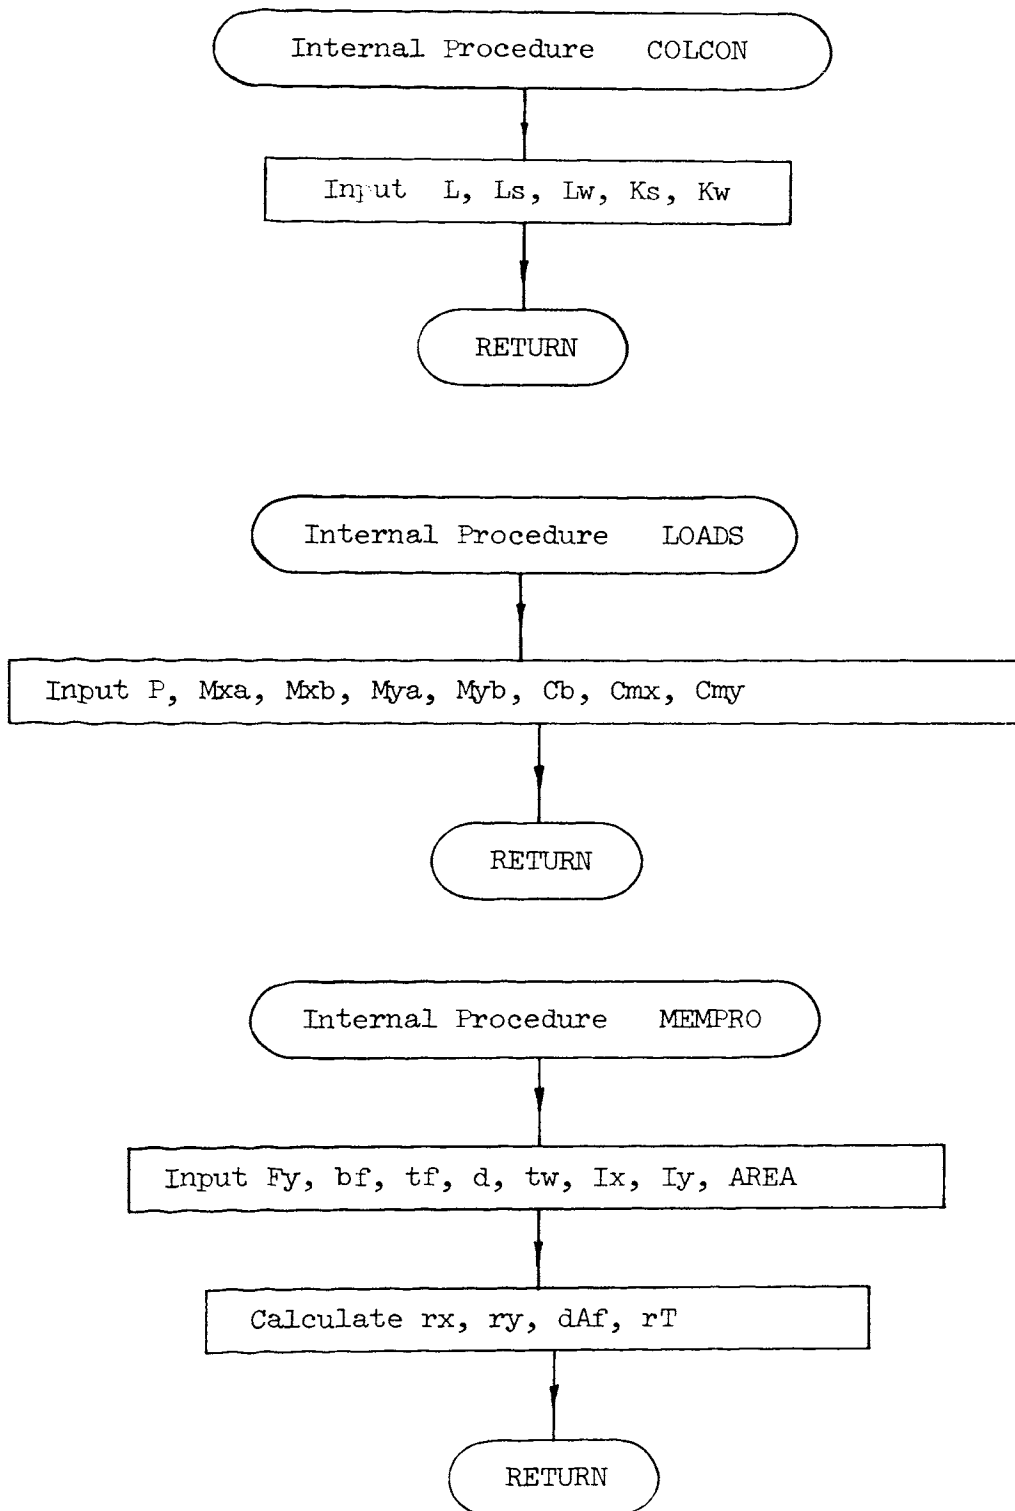 Internal Procedure COLCON
Input L, Ls, Lw, Ks, Kw
RETURN
Internal Procedure LOADS
Input P, Mxa, Mxb, Mya, Myb, Cb, Cmx, Cmy
RETURN
Internal Procedure MEMPRO
Input Fy, bf, tf, d, tw, Ix, Iy, AREA
Calculate rx, ry, dAf, rT
RETURN